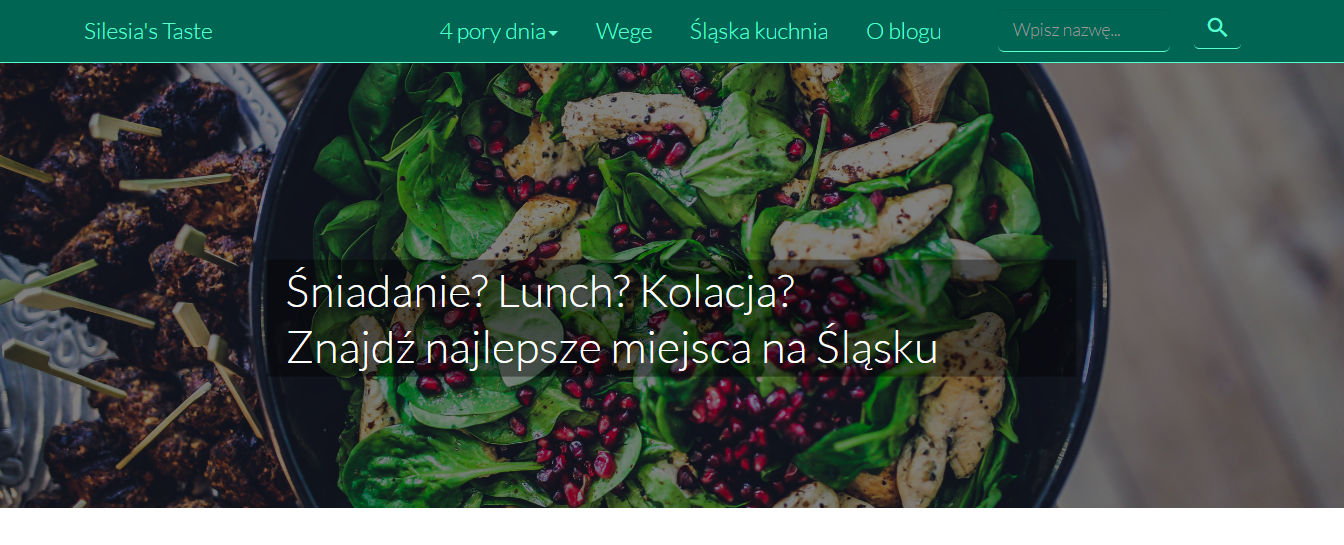 Silesia's Taste
4 pory dnia
Wege
Śląska kuchnia
O blogu
Wpisz nazwę...
Śniadanie? Lunch? Kolacja?
Znajdź najlepsze miejsca na Śląsku